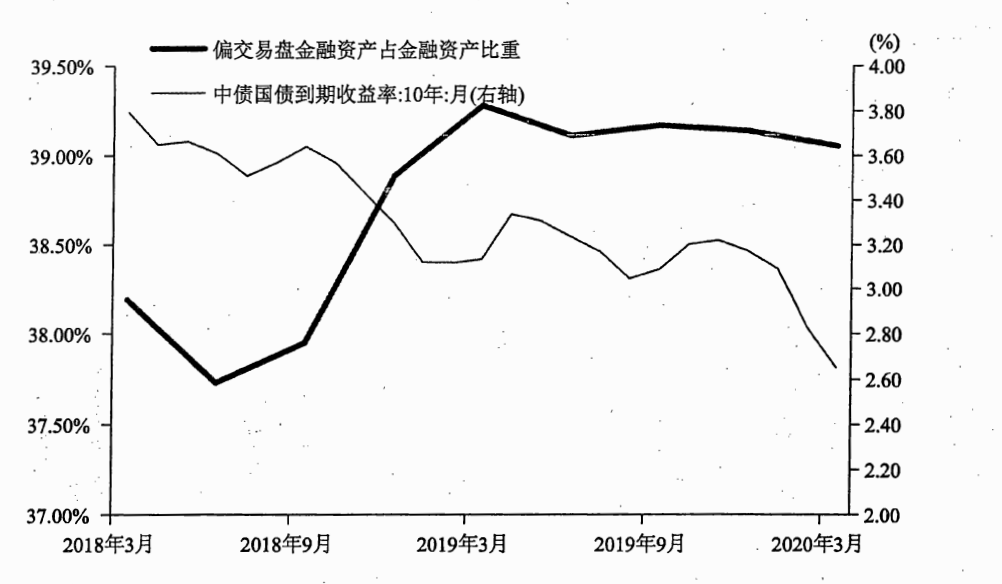 偏交易盘金融资产占金融资产比重
中债国债到期收益率:10年:月(右轴)
(%)
39.50%
39.00%
38.50%
38.00%
37.50%
37.00%
4.00
3.80
3.60
3.40
3.20
3.00
2.80
2.60
2.40
2.20
2.00
2018年3月
2018年9月
2019年3月
2019年9月
2020年3月